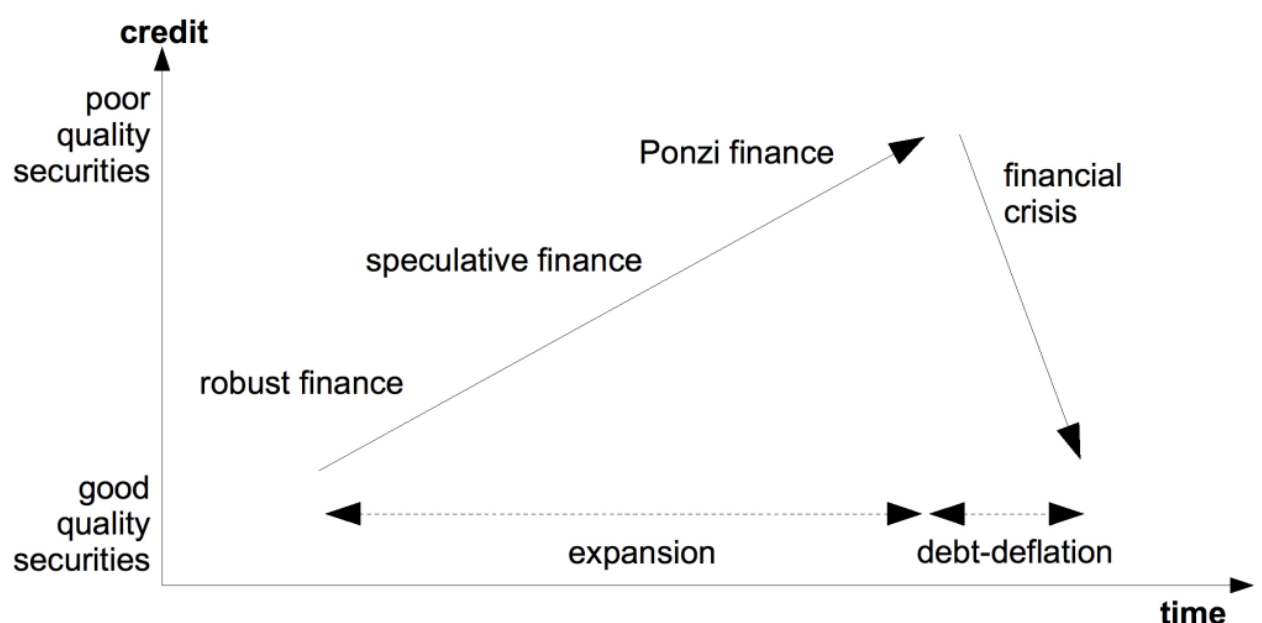 credit
poor
quality
securities
Ponzi finance
financial
crisis
speculative finance
robust finance
good
quality
securities
expansion
debt-deflation
time